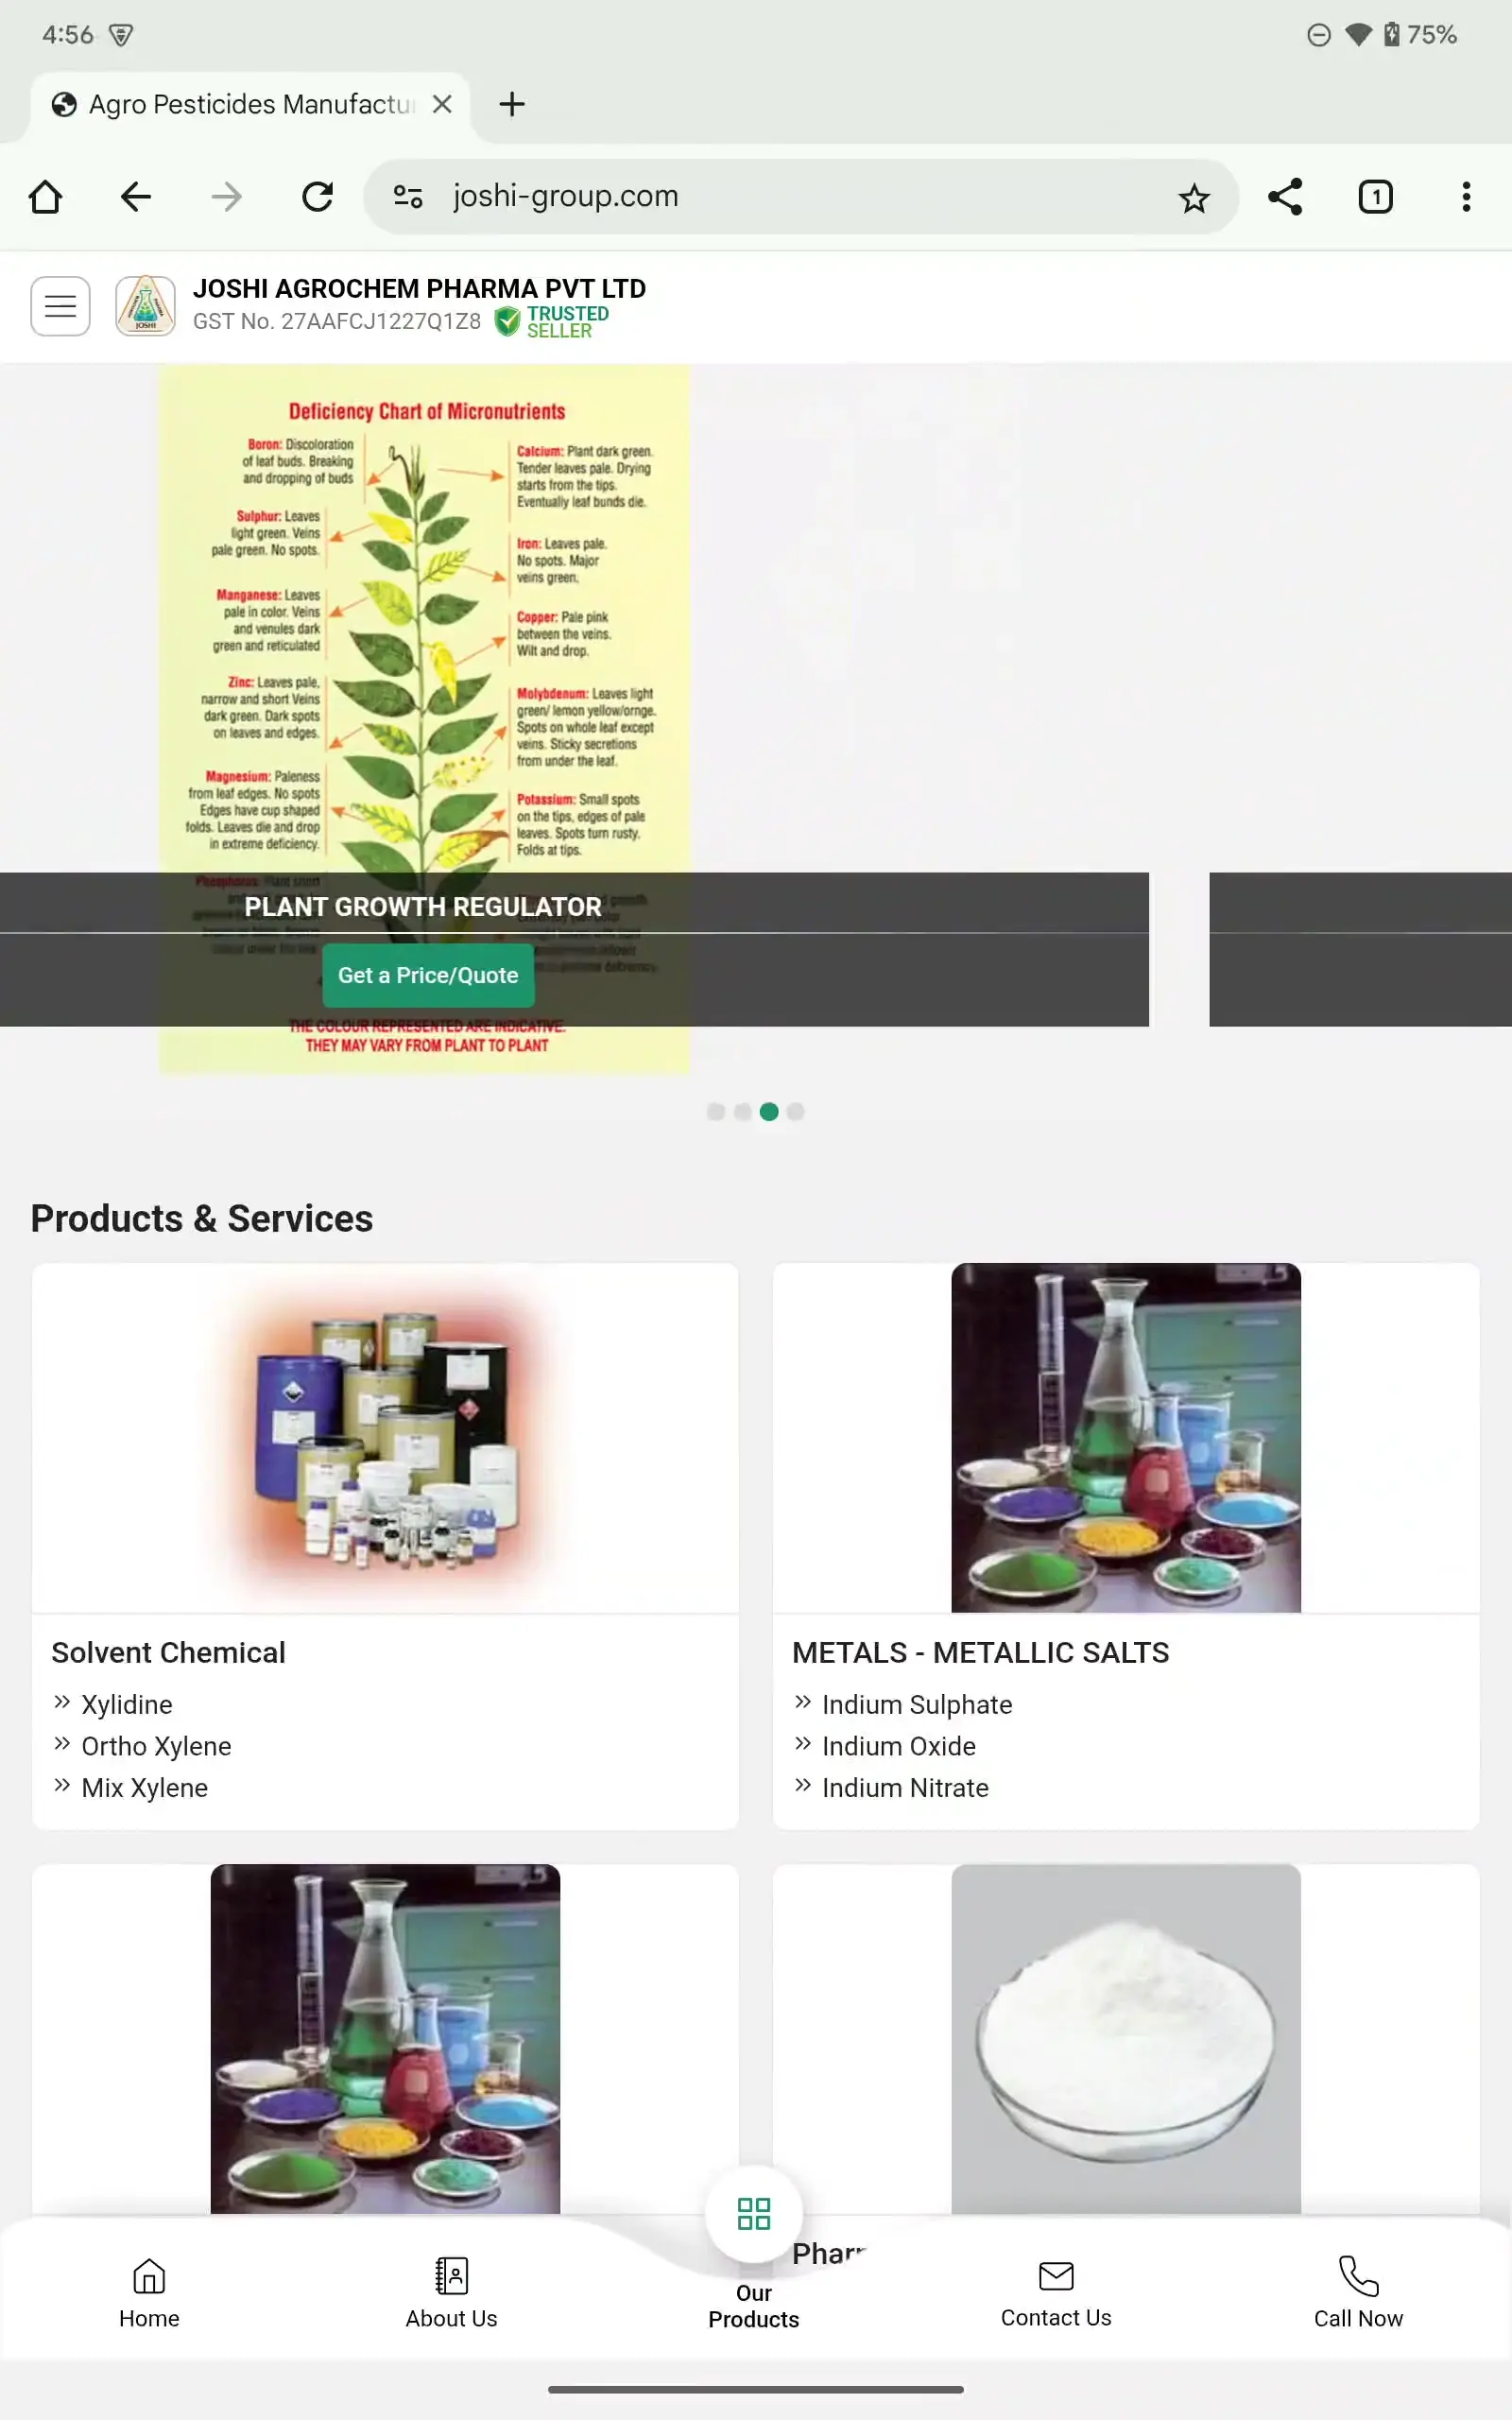 4:56
75%
Agro Pesticides Manufactu
joshi-group.com
1
JOSHI AGROCHEM PHARMA PVT LTD
GST No. 27AAFCJ1227Q1Z8
TRUSTED
SELLER
JOSHI
Deficiency Chart of Micronutrients
Boron: Discoloration
of leaf buds. Breaking
and dropping of buds
Sulphur: Leaves
light green. Veins
pale green. No spots.
Manganese: Leaves
pale in color. Veins
and venules dark
green and reticulated
Zinc: Leaves pale,
narrow and short Veins
dark green. Dark spots
on leaves and edges.
Magnesium: Paleness
from leaf edges. No spots
Edges have cup shaped
folds. Leaves die and drop
in extreme deficiency.
Calcium: Plant dark green.
Tender leaves pale. Drying
starts from the tips.
Eventually leaf bunds die.
Iron: Leaves pale.
No spots. Major
veins green.
Copper: Pale pink
between the veins.
Wilt and drop.
Molybdenum: Leaves light
green/ lemon yellow/ornge.
Spots on whole leaf except
veins. Sticky secretions
from under the leaf.
Potassium: Small spots
on the tips, edges of pale
leaves. Spots turn rusty.
Folds at tips.
Phosphorus: Plant short
PLANT GROWTH REGULATOR
Get a Price/Quote
THE COLOUR REPRESENTED ARE INDICATIVE.
THEY MAY VARY FROM PLANT TO PLANT
Products & Services
Solvent Chemical
Xylidine
Ortho Xylene
Mix Xylene
METALS - METALLIC SALTS
Indium Sulphate
Indium Oxide
Indium Nitrate
Phar
Home
About Us
Our
Products
Contact Us
Call Now